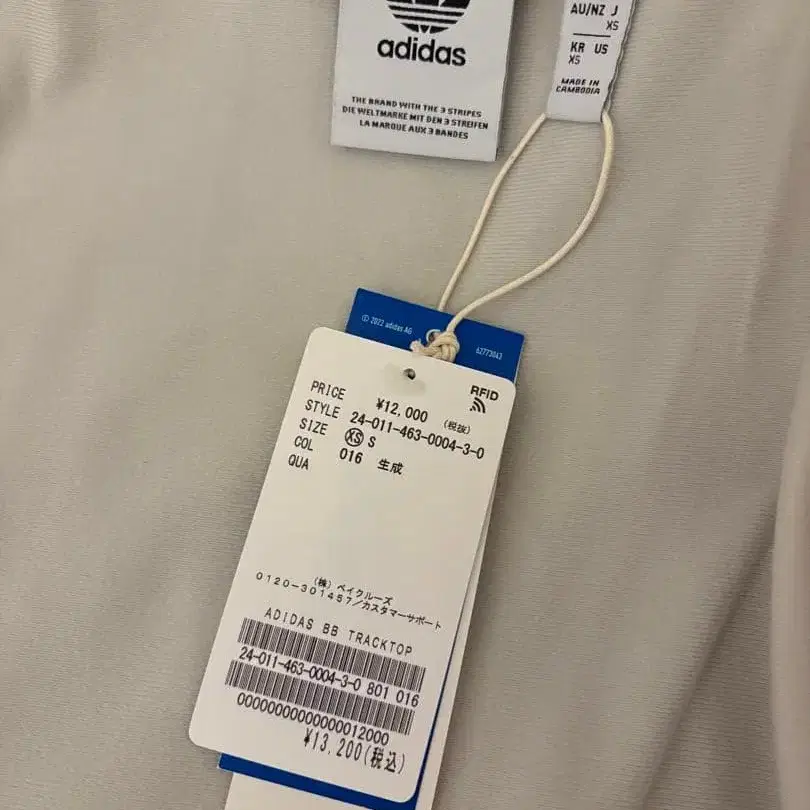 adidas
THE BRAND WITH THE 3 STRIPES
DIE WELTMARKE MIT DEN 3 STREIFEN
LA MARQUE AUX 3 BANDES
AU/NZ J
XS
KR US
XS
MADE IN
CAMBODIA
© 2022 adidas AG
62773043
RFID
PRICE ¥12,000 (税抜)
STYLE 24-011-463-0004-3-0
SIZE XS S
COL 016 生成
QUA
(株)ベイクルーズ
0120-301457/カスタマーサポート
ADIDAS BB TRACKTOP
24-011-463-0004-3-0 801 016
00000000000000012000
¥13,200(税込)